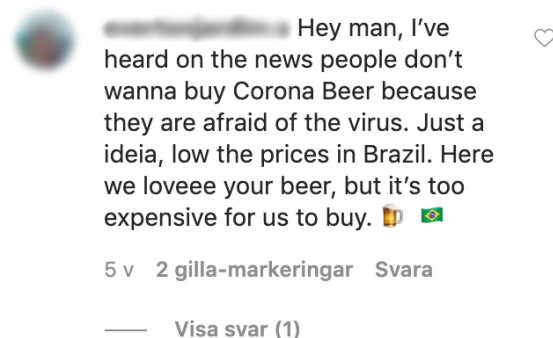 Hey man, I've
heard on the news people don't
wanna buy Corona Beer because
they are afraid of the virus. Just a
ideia, low the prices in Brazil. Here
we loveee your beer, but it's too
expensive for us to buy. 🍺 🇧🇷
5 v 2 gilla-markeringar Svara
Visa svar (1)